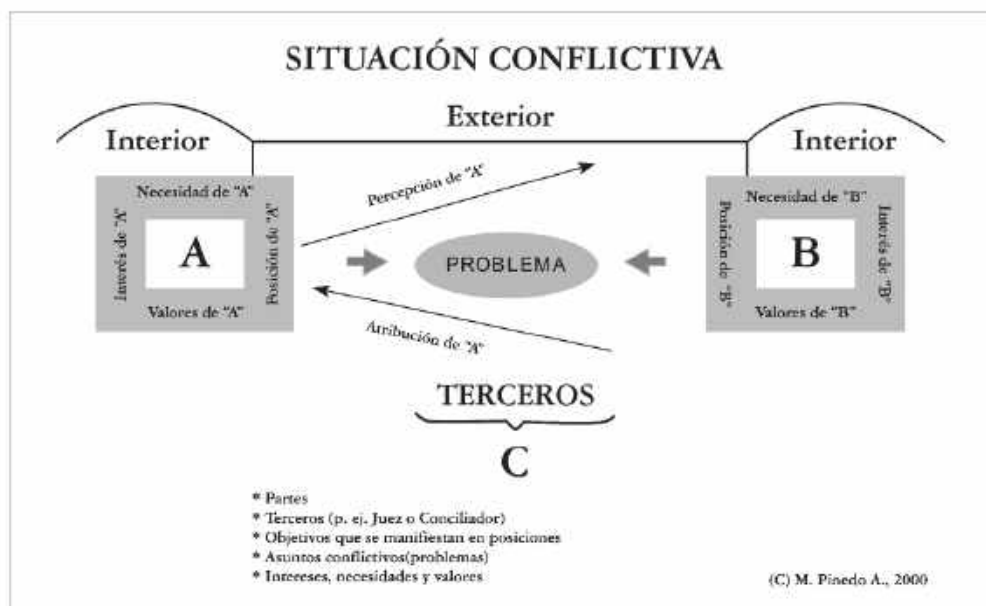 SITUACIÓN CONFLICTIVA
Exterior
Interior
Interior
Necesidad de "A"
Interés de "A"
A
Posición de "A"
Valores de "A"
Percepción de "A"
PROBLEMA
Atribución de "A"
Necesidad de "B"
Posición de "B"
B
Interés de "B"
Valores de "B"
TERCEROS
C
* Partes
* Terceros (p. ej. Juez o Conciliador)
* Objetivos que se manifiestan en posiciones
* Asuntos conflictivos(problemas)
* Intereses, necesidades y valores
(C) M. Pinedo A., 2000